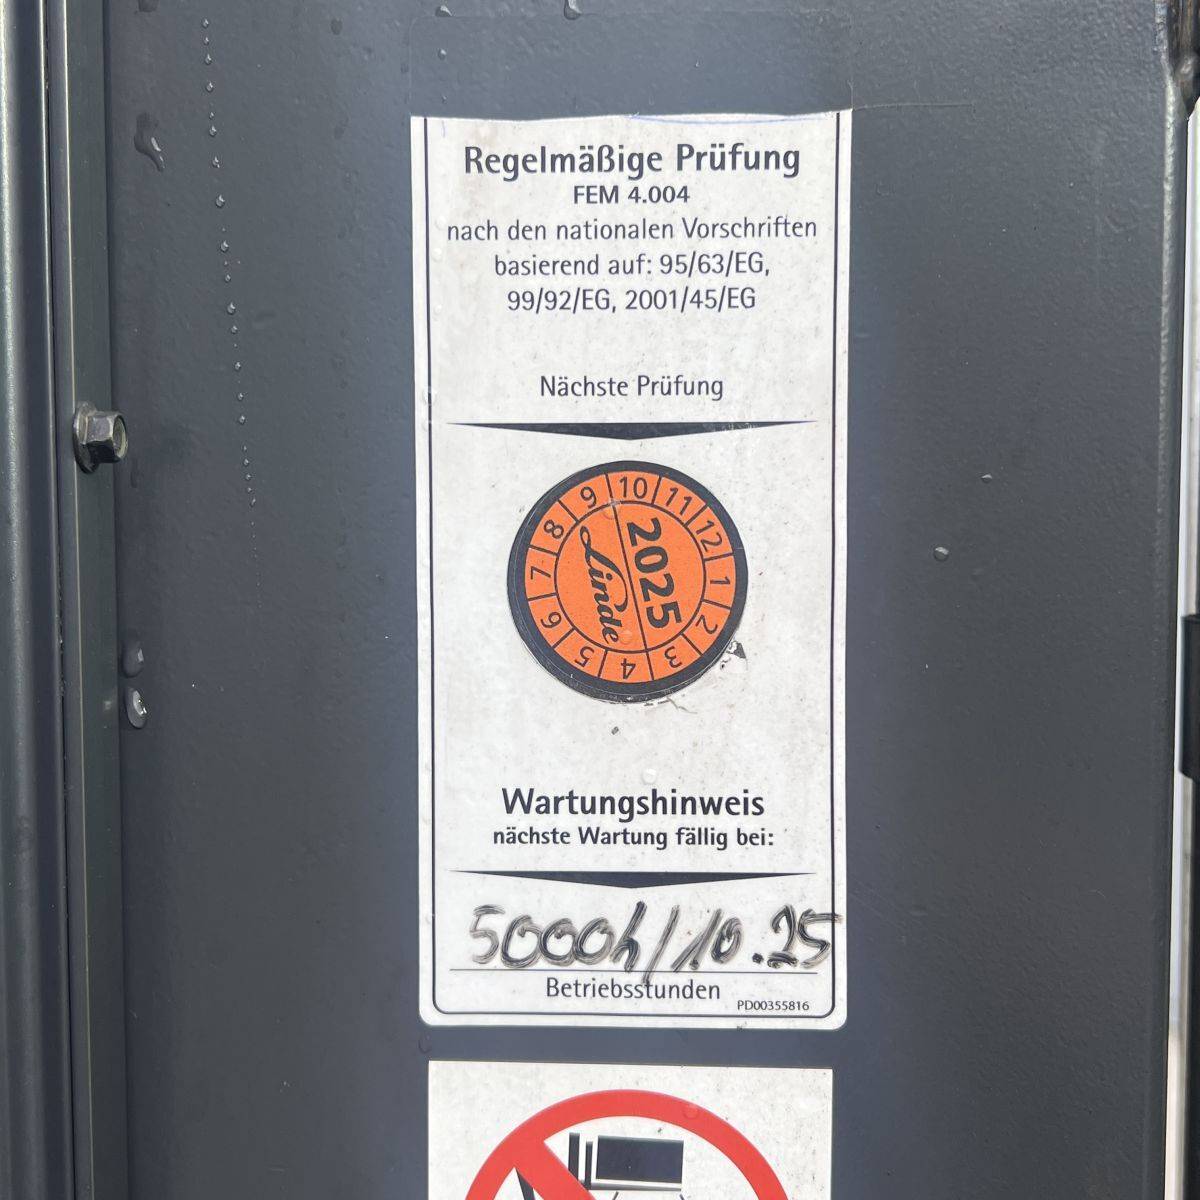 Regelmäßige Prüfung
FEM 4.004
nach den nationalen Vorschriften
basierend auf: 95/63/EG,
99/92/EG, 2001/45/EG
Nächste Prüfung
1 2 3 4 5 6 7 8 9 10 11 12
2025
Linde
Wartungshinweis
nächste Wartung fällig bei:
5000h/10.25
Betriebsstunden
PD00355816